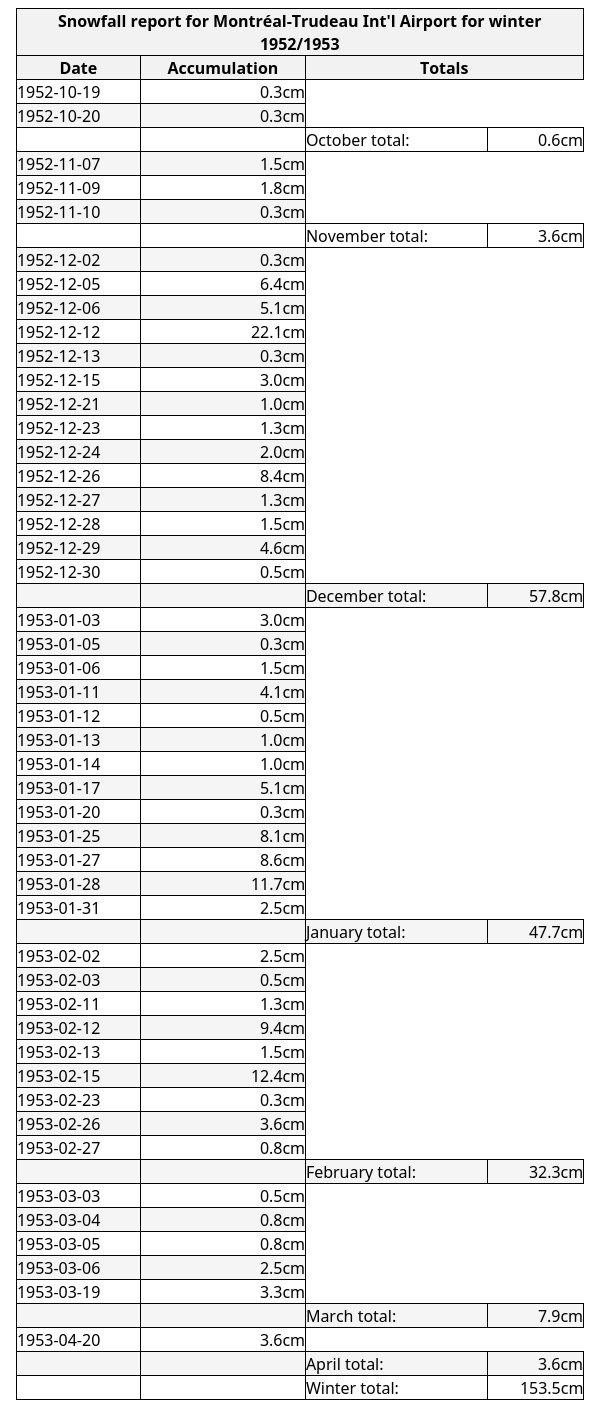 Snowfall report for Montréal-Trudeau Int'l Airport for winter
1952/1953
Date Accumulation Totals
1952-10-19 0.3cm
1952-10-20 0.3cm
October total: 0.6cm
1952-11-07 1.5cm
1952-11-09 1.8cm
1952-11-10 0.3cm
November total: 3.6cm
1952-12-02 0.3cm
1952-12-05 6.4cm
1952-12-06 5.1cm
1952-12-12 22.1cm
1952-12-13 0.3cm
1952-12-15 3.0cm
1952-12-21 1.0cm
1952-12-23 1.3cm
1952-12-24 2.0cm
1952-12-26 8.4cm
1952-12-27 1.3cm
1952-12-28 1.5cm
1952-12-29 4.6cm
1952-12-30 0.5cm
December total: 57.8cm
1953-01-03 3.0cm
1953-01-05 0.3cm
1953-01-06 1.5cm
1953-01-11 4.1cm
1953-01-12 0.5cm
1953-01-13 1.0cm
1953-01-14 1.0cm
1953-01-17 5.1cm
1953-01-20 0.3cm
1953-01-25 8.1cm
1953-01-27 8.6cm
1953-01-28 11.7cm
1953-01-31 2.5cm
January total: 47.7cm
1953-02-02 2.5cm
1953-02-03 0.5cm
1953-02-11 1.3cm
1953-02-12 9.4cm
1953-02-13 1.5cm
1953-02-15 12.4cm
1953-02-23 0.3cm
1953-02-26 3.6cm
1953-02-27 0.8cm
February total: 32.3cm
1953-03-03 0.5cm
1953-03-04 0.8cm
1953-03-05 0.8cm
1953-03-06 2.5cm
1953-03-19 3.3cm
March total: 7.9cm
1953-04-20 3.6cm
April total: 3.6cm
Winter total: 153.5cm